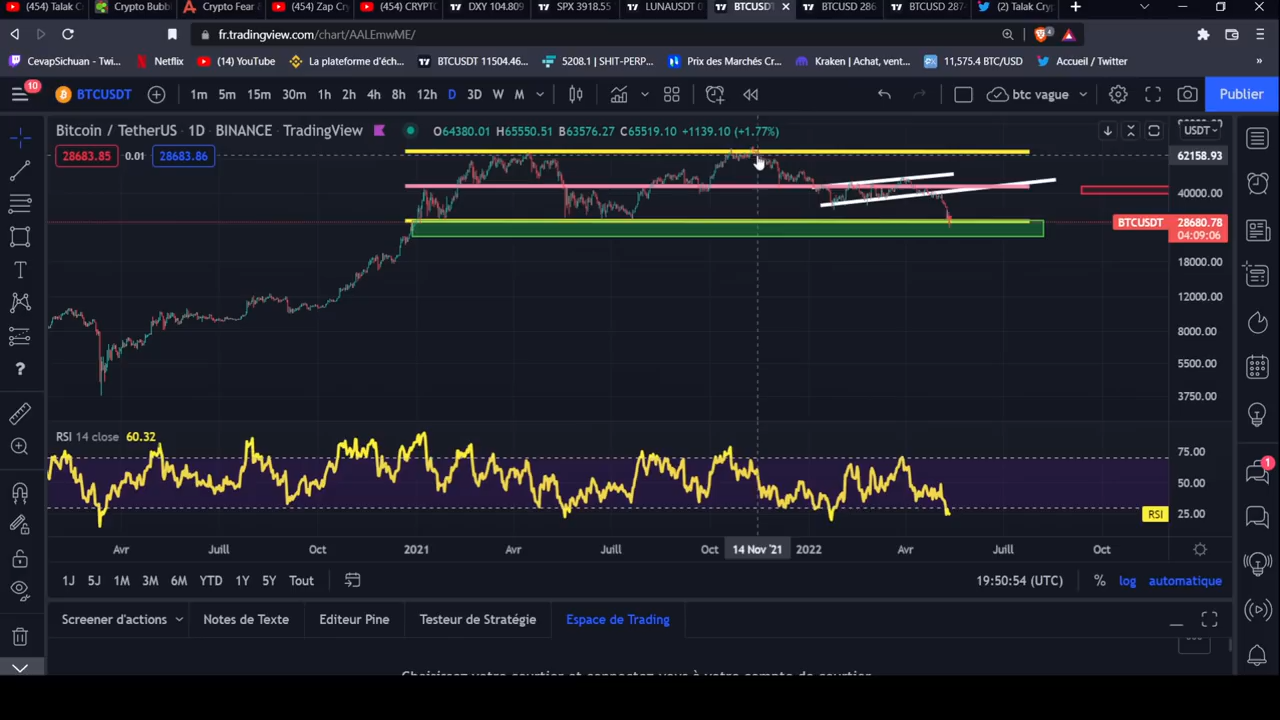 (454) Talak C
Crypto Bubb
Crypto Fear
(454) Zap Cr
(454) CRYPTO
DXY 104.809
SPX 3918.55
LUNAUSDT 0
BTCUSDT
BTCUSD 286
BTCUSD 287
(2) Talak Cry
fr.tradingview.com/chart/AALEmwME/
CevapSichuan - Twi...
Netflix
(14) YouTube
La plateforme d'éch...
BTCUSDT 11504.46...
5208.1 | SHIT-PERP...
Prix des Marchés Cr...
Kraken | Achat, vent...
11,575.4 BTC/USD
Accueil / Twitter
»
10
BTCUSDT
1m 5m 15m 30m 1h 2h 4h 8h 12h D 3D W M
btc vague
Publier
Bitcoin / TetherUS · 1D · BINANCE · TradingView
O64380.01 H65550.51 B63576.27 C65519.10 +1139.10 (+1.77%)
USDT
28683.85 0.01 28683.86
62158.93
40000.00
BTCUSDT 28680.78
04:09:06
18000.00
12000.00
8000.00
5500.00
3750.00
RSI 14 close 60.32
75.00
50.00
RSI 25.00
1
Avr Juill Oct 2021 Avr Juill Oct 14 Nov '21 2022 Avr Juill Oct
1J 5J 1M 3M 6M YTD 1Y 5Y Tout
19:50:54 (UTC) % log automatique
Screener d'actions
Notes de Texte
Editeur Pine
Testeur de Stratégie
Espace de Trading